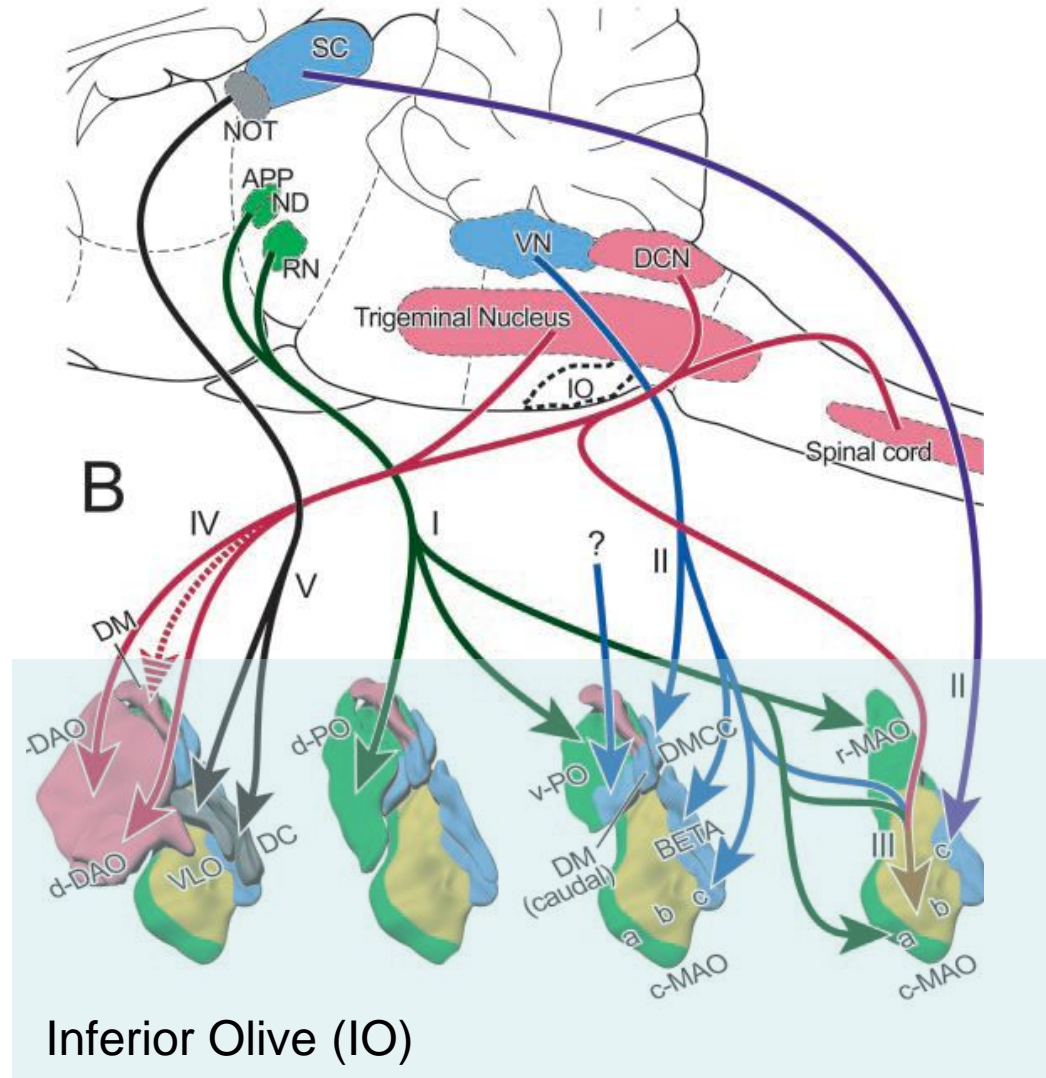 SC
NOT
APP
ND
RN
VN
DCN
Trigeminal Nucleus
IO
Spinal cord
B
IV
I
V
?
II
II
DM
-DAO
d-PO
v-PO
DMCC
r-MAO
BETA
DC
VLO
d-DAO
DM
(caudal)
III
c
a
b
c
c-MAO
a
b
c-MAO
Inferior Olive (IO)